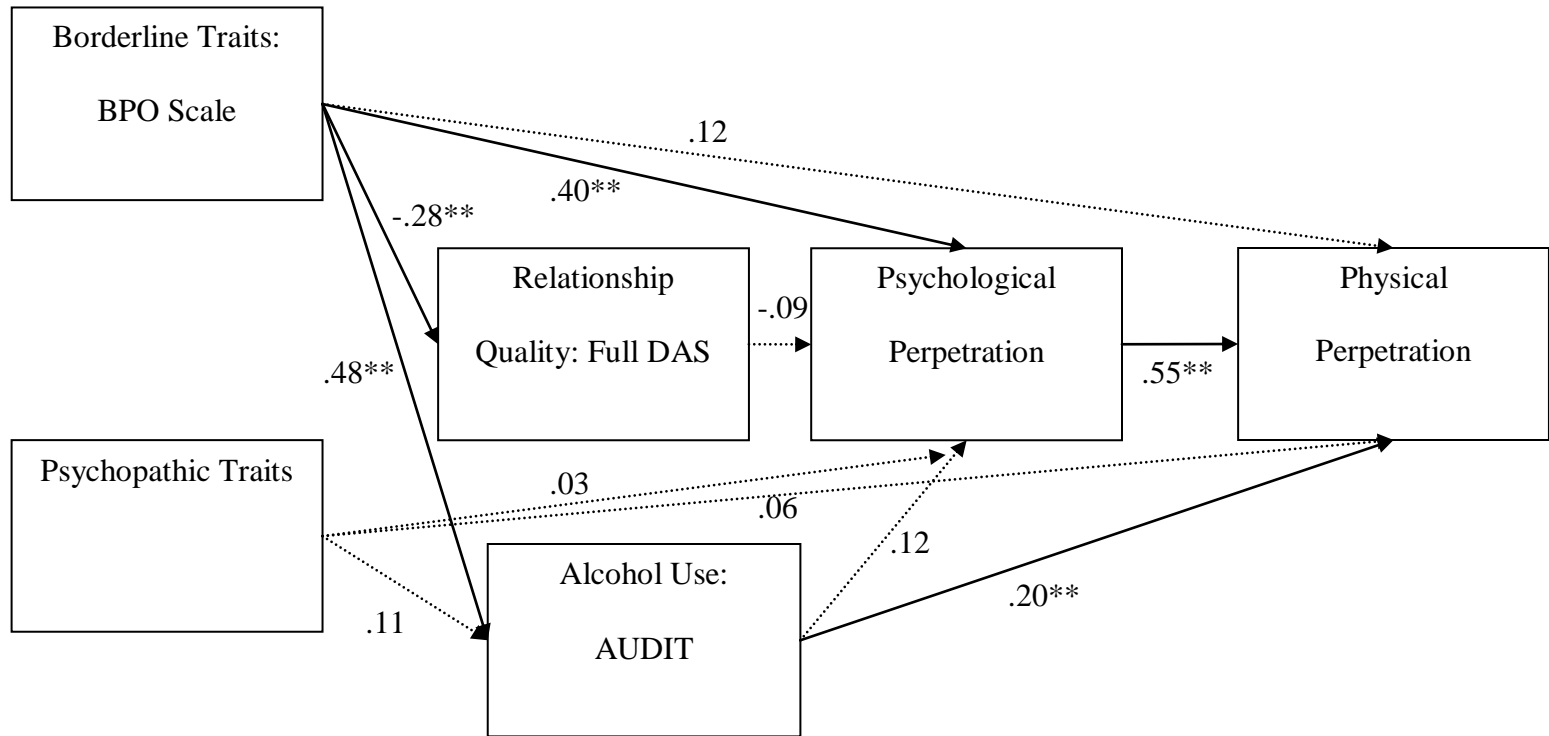 Borderline Traits:
BPO Scale
.12
.40**
-.28**
Relationship
Quality: Full DAS
-.09
Psychological
Perpetration
.55**
Physical
Perpetration
.48**
Psychopathic Traits
.03
.06
.12
.11
Alcohol Use:
AUDIT
.20**